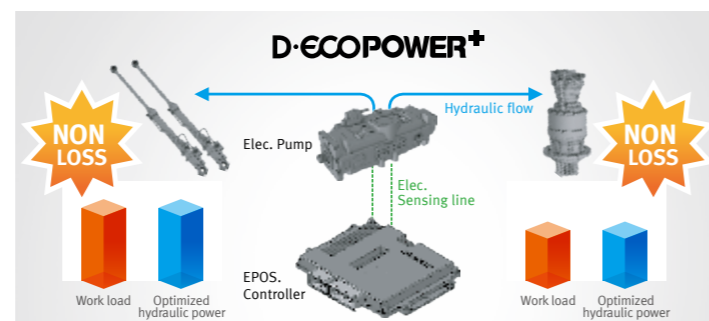 D·ECOPOWER+
NON
LOSS
Hydraulic flow
NON
LOSS
Elec. Pump
Elec.
Sensing line
EPOS.
Controller
Work load
Optimized
hydraulic power
Work load
Optimized
hydraulic power